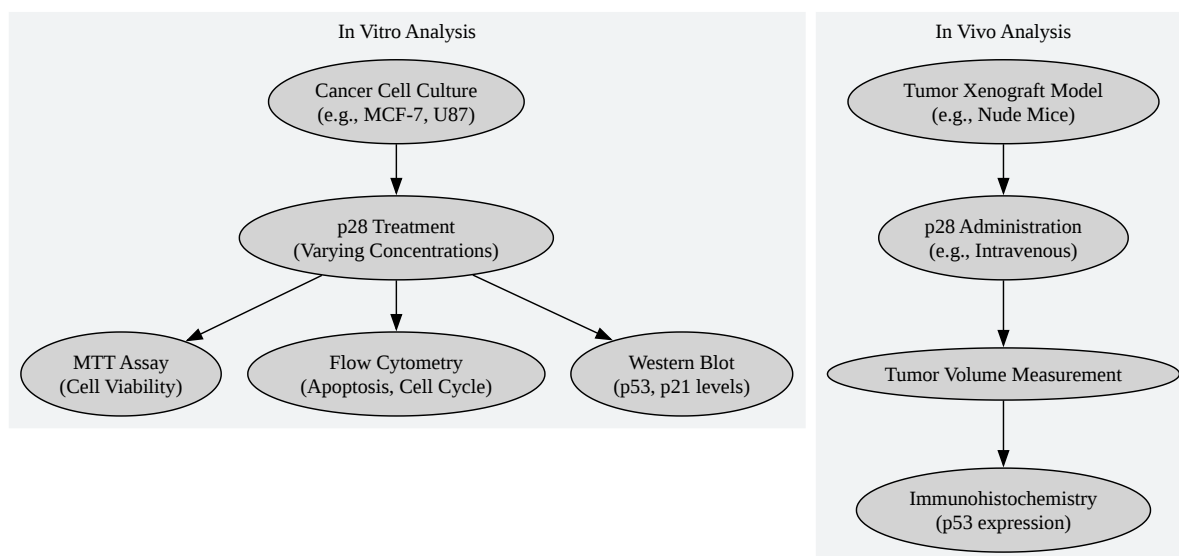 In Vitro Analysis
Cancer Cell Culture
(e.g., MCF-7, U87)
p28 Treatment
(Varying Concentrations)
MTT Assay
(Cell Viability)
Flow Cytometry
(Apoptosis, Cell Cycle)
Western Blot
(p53, p21 levels)
In Vivo Analysis
Tumor Xenograft Model
(e.g., Nude Mice)
p28 Administration
(e.g., Intravenous)
Tumor Volume Measurement
Immunohistochemistry
(p53 expression)